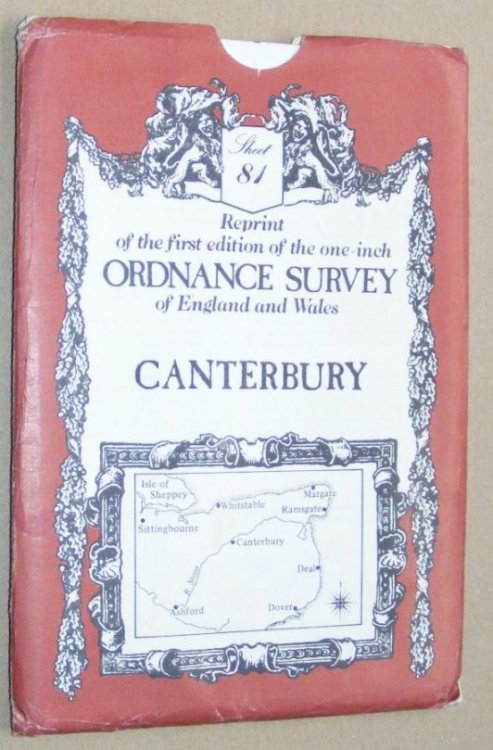 Sheet
81
Reprint
of the first edition of the one-inch
ORDNANCE SURVEY
of England and Wales
CANTERBURY
Isle of
Sheppey
Margate
Whitstable
Ramsgate
Sittingbourne
Canterbury
R. Stour
Deal
Ashford
Dover